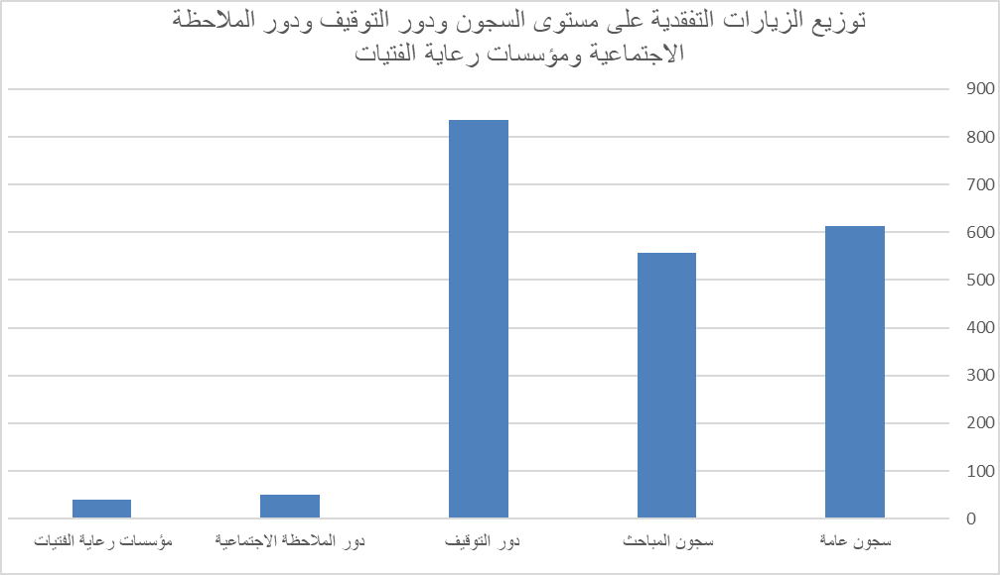 توزيع الزيارات التفقدية على مستوى السجون ودور التوقيف ودور الملاحظة
الاجتماعية ومؤسسات رعاية الفتيات
900
800
700
600
500
400
300
200
100
0
سجون عامة
سجون المباحث
دور التوقيف
دور الملاحظة الاجتماعية
مؤسسات رعاية الفتيات